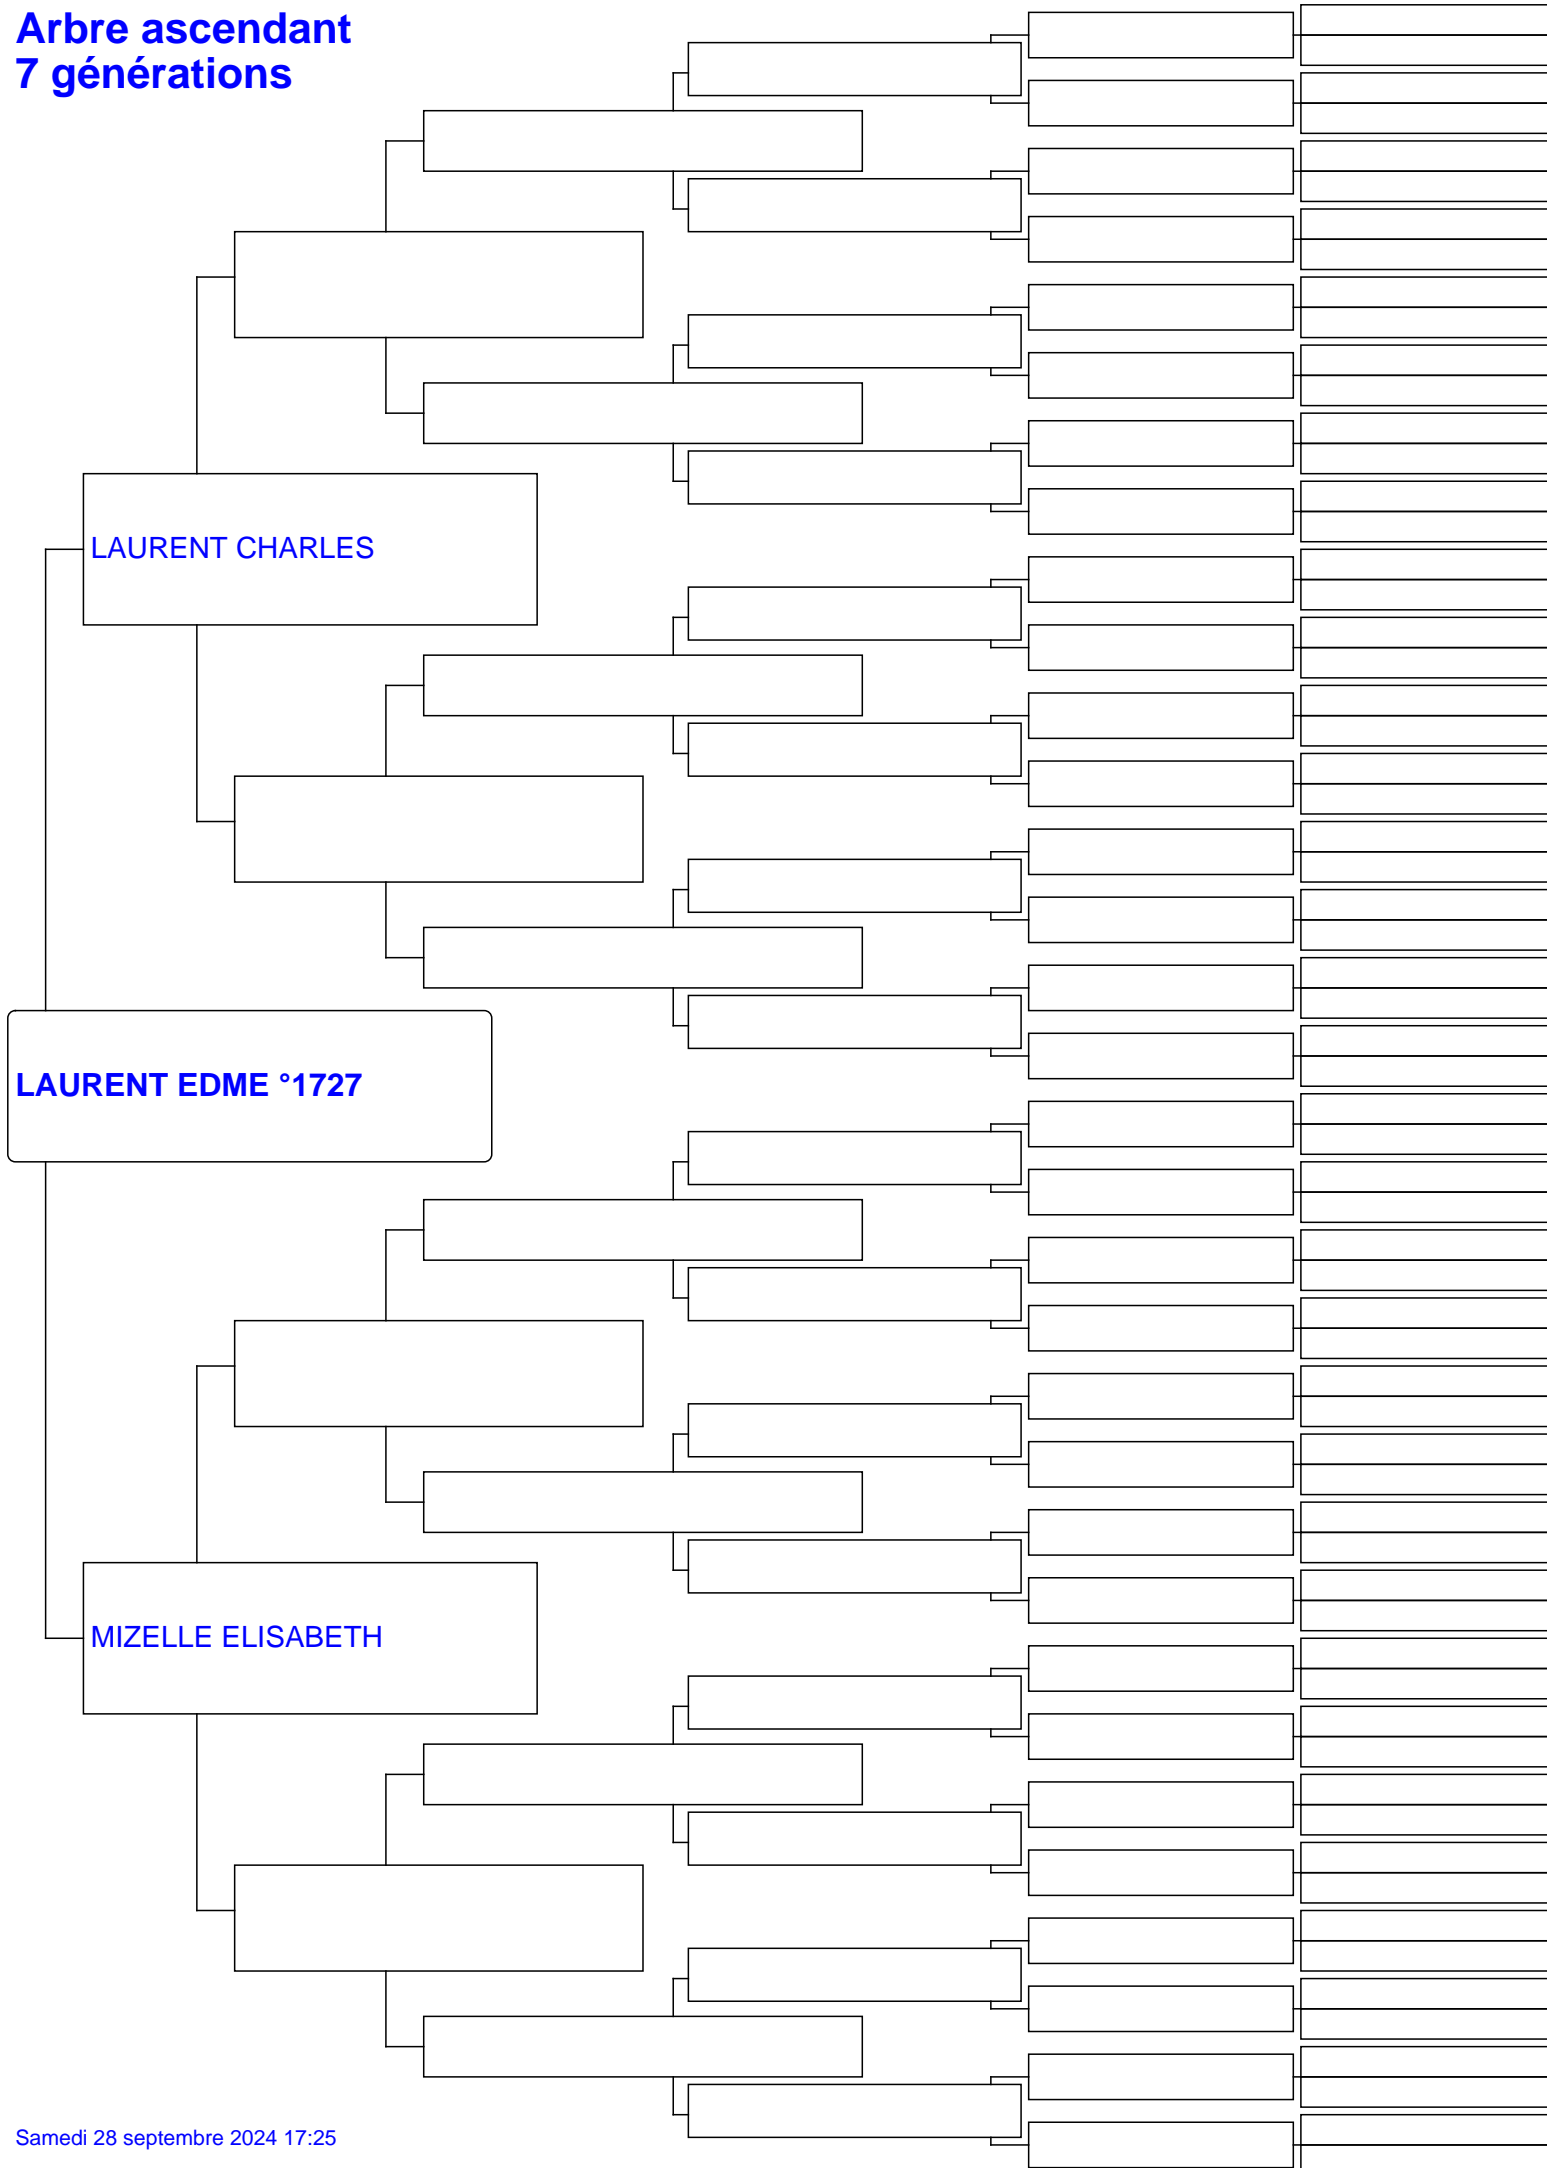 Arbre ascendant
7 générations
LAURENT CHARLES
LAURENT EDME °1727
MIZELLE ELISABETH
Samedi 28 septembre 2024 17:25